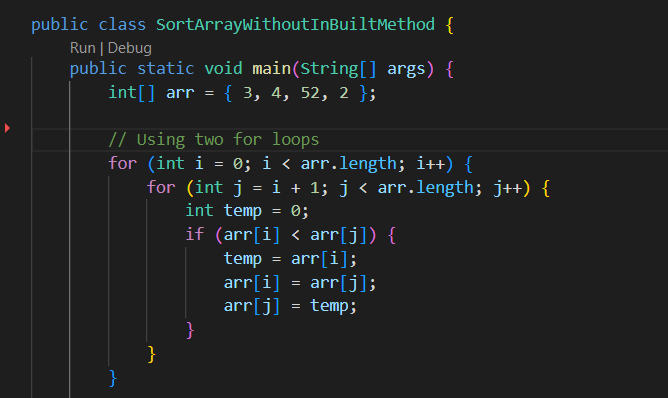 public class SortArrayWithoutInBuiltMethod {
Run | Debug
public static void main(String[] args) {
int[] arr = { 3, 4, 52, 2 };
// Using two for loops
for (int i = 0; i < arr.length; i++) {
for (int j = i + 1; j < arr.length; j++) {
int temp = 0;
if (arr[i] < arr[j]) {
temp = arr[i];
arr[i] = arr[j];
arr[j] = temp;
}
}
}